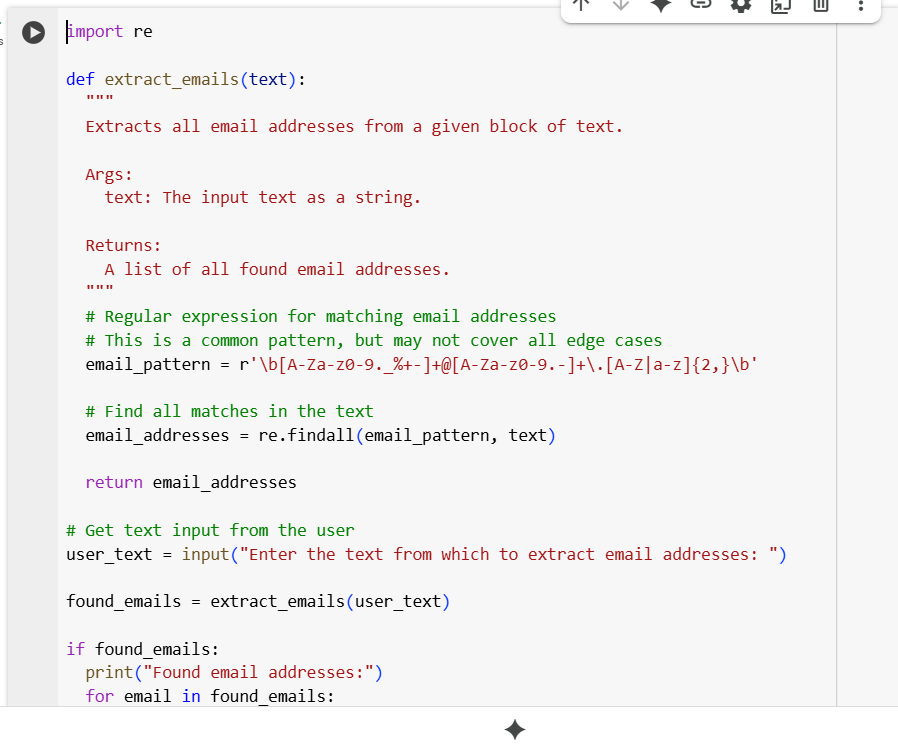 import re
def extract_emails(text):
"""
Extracts all email addresses from a given block of text.
Args:
text: The input text as a string.
Returns:
A list of all found email addresses.
"""
# Regular expression for matching email addresses
# This is a common pattern, but may not cover all edge cases
email_pattern = r'\b[A-Za-z0-9._%+-]+@[A-Za-z0-9.-]+\.[A-Z|a-z]{2,}\b'
# Find all matches in the text
email_addresses = re.findall(email_pattern, text)
return email_addresses
# Get text input from the user
user_text = input("Enter the text from which to extract email addresses: ")
found_emails = extract_emails(user_text)
if found_emails:
print("Found email addresses:")
for email in found_emails: